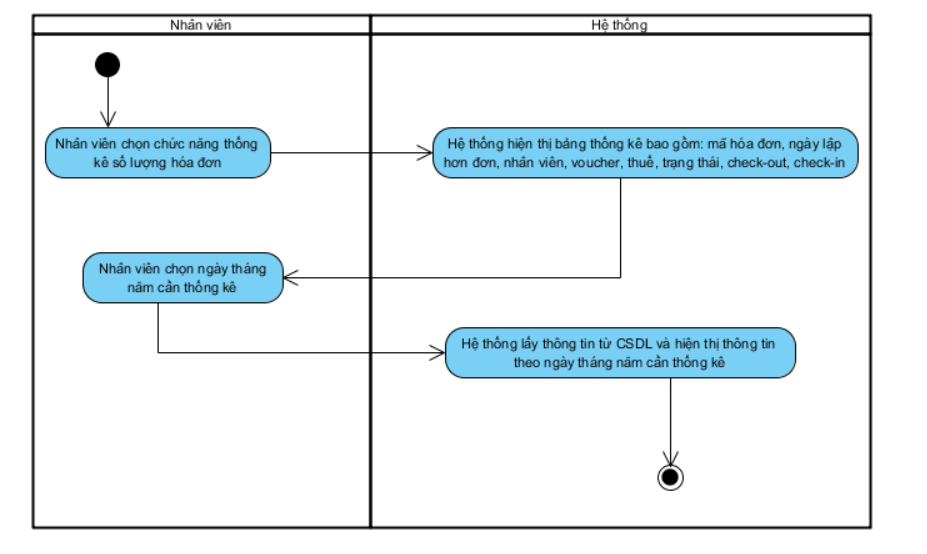 Nhân viên
Hệ thống
Nhân viên chọn chức năng thống
kê số lượng hóa đơn
Hệ thống hiện thị bảng thống kê bao gồm: mã hóa đơn, ngày lập
hơn đơn, nhân viên, voucher, thuế, trạng thái, check-out, check-in
Nhân viên chọn ngày tháng
năm cần thống kê
Hệ thống lấy thông tin từ CSDL và hiện thị thông tin
theo ngày tháng năm cần thống kê